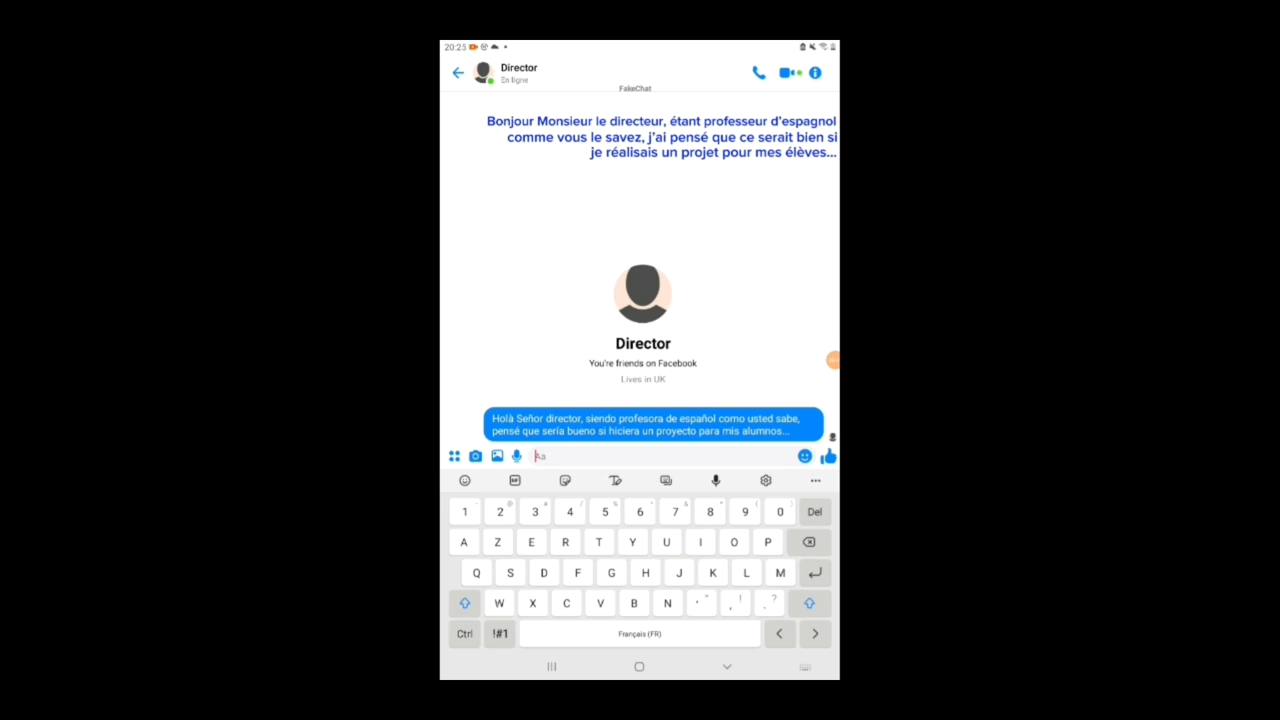 20:25
Director
En ligne
FakeChat
Bonjour Monsieur le directeur, étant professeur d'espagnol
comme vous le savez, j'ai pensé que ce serait bien si
je réalisais un projet pour mes élèves...
Director
You're friends on Facebook
Lives in UK
Holà Señor director, siendo profesora de español como usted sabe,
pensé que sería bueno si hiciera un proyecto para mis alumnos...
Aa
GIF
1 2 3 4 5 6 7 8 9 0 Del
A Z E R T Y U I O P
Q S D F G H J K L M
W X C V B N ' , .
Ctrl !#1 Français (FR) < >